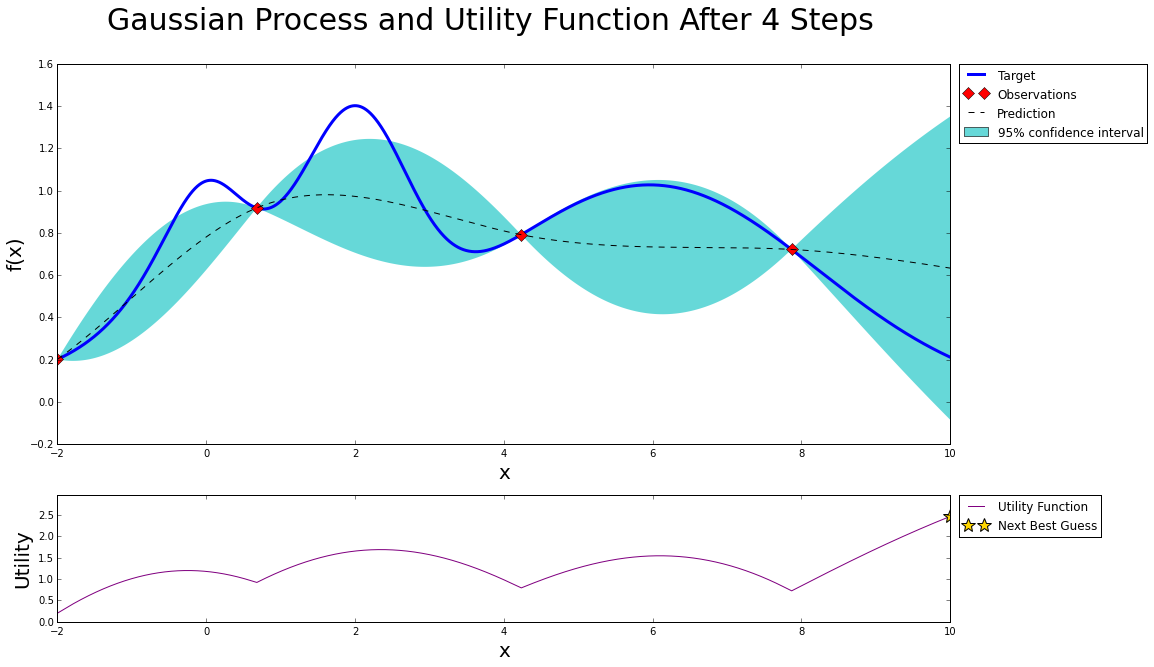 Gaussian Process and Utility Function After 4 Steps
1.6
1.4
1.2
1.0
0.8
0.6
0.4
0.2
0.0
−0.2
f(x)
−2 0 2 4 6 8 10
x
Target
Observations
Prediction
95% confidence interval
2.5
2.0
1.5
1.0
0.5
0.0
Utility
−2 0 2 4 6 8 10
x
Utility Function
Next Best Guess